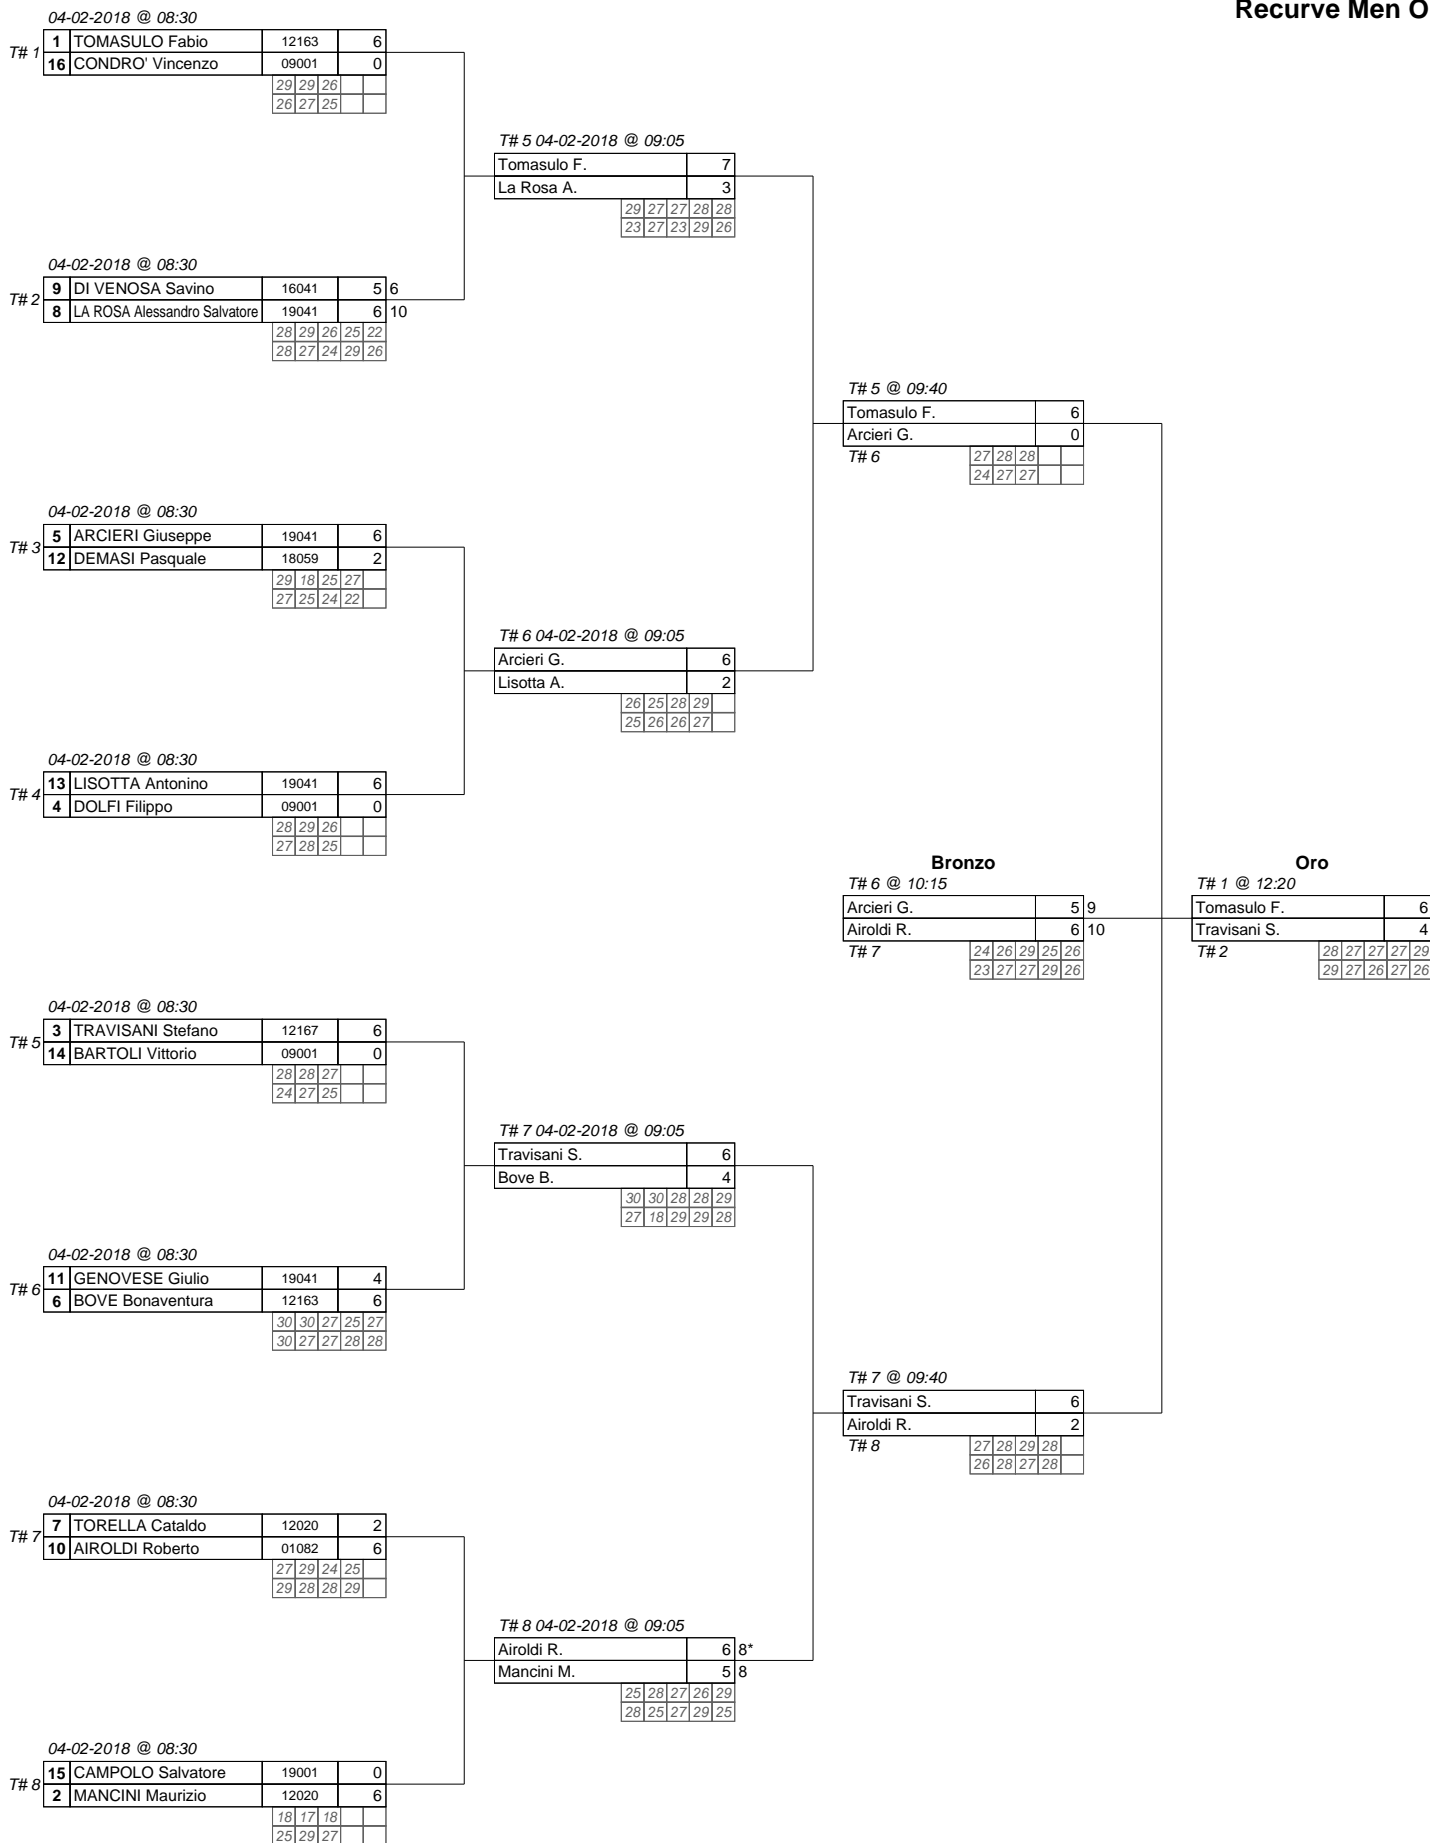 Recurve Men O
04-02-2018 @ 08:30
T# 1
1 TOMASULO Fabio 12163 6
16 CONDRO' Vincenzo 09001 0
29 29 26
26 27 25
T# 5 04-02-2018 @ 09:05
Tomasulo F. 7
La Rosa A. 3
29 27 27 28 28
23 27 23 29 26
04-02-2018 @ 08:30
T# 2
9 DI VENOSA Savino 16041 5 6
8 LA ROSA Alessandro Salvatore 19041 6 10
28 29 26 25 22
28 27 24 29 26
T# 5 @ 09:40
Tomasulo F. 6
Arcieri G. 0
T# 6
27 28 28
24 27 27
04-02-2018 @ 08:30
T# 3
5 ARCIERI Giuseppe 19041 6
12 DEMASI Pasquale 18059 2
29 18 25 27
27 25 24 22
T# 6 04-02-2018 @ 09:05
Arcieri G. 6
Lisotta A. 2
26 25 28 29
25 26 26 27
04-02-2018 @ 08:30
T# 4
13 LISOTTA Antonino 19041 6
4 DOLFI Filippo 09001 0
28 29 26
27 28 25
Bronzo
T# 6 @ 10:15
Arcieri G. 5 9
Airoldi R. 6 10
T# 7
24 26 29 25 26
23 27 27 29 26
Oro
T# 1 @ 12:20
Tomasulo F. 6
Travisani S. 4
T# 2
28 27 27 27 29
29 27 26 27 26
04-02-2018 @ 08:30
T# 5
3 TRAVISANI Stefano 12167 6
14 BARTOLI Vittorio 09001 0
28 28 27
24 27 25
T# 7 04-02-2018 @ 09:05
Travisani S. 6
Bove B. 4
30 30 28 28 29
27 18 29 29 28
04-02-2018 @ 08:30
T# 6
11 GENOVESE Giulio 19041 4
6 BOVE Bonaventura 12163 6
30 30 27 25 27
30 27 27 28 28
T# 7 @ 09:40
Travisani S. 6
Airoldi R. 2
T# 8
27 28 29 28
26 28 27 28
04-02-2018 @ 08:30
T# 7
7 TORELLA Cataldo 12020 2
10 AIROLDI Roberto 01082 6
27 29 24 25
29 28 28 29
T# 8 04-02-2018 @ 09:05
Airoldi R. 6 8*
Mancini M. 5 8
25 28 27 26 29
28 25 27 29 25
04-02-2018 @ 08:30
T# 8
15 CAMPOLO Salvatore 19001 0
2 MANCINI Maurizio 12020 6
18 17 18
25 29 27